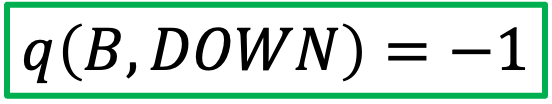 q(B, DOWN) = −1